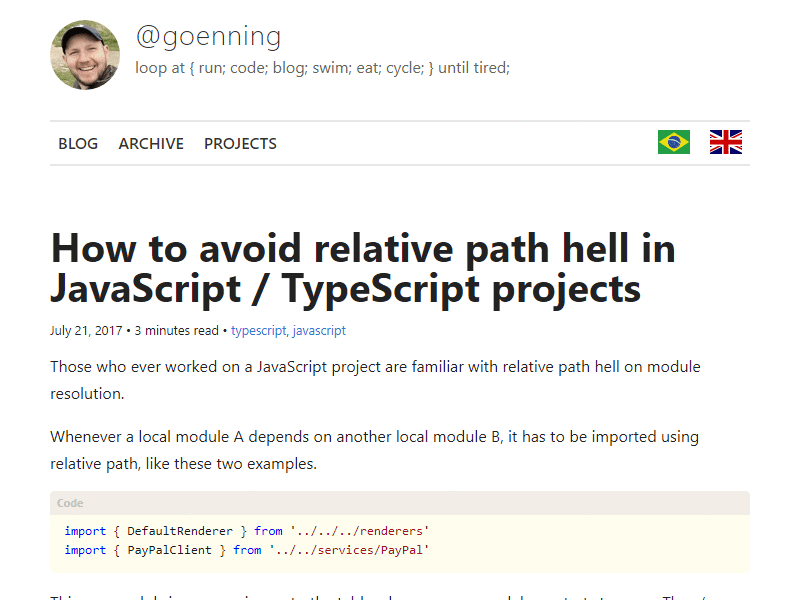 @goenning
loop at { run; code; blog; swim; eat; cycle; } until tired;
BLOG ARCHIVE PROJECTS
How to avoid relative path hell in
JavaScript / TypeScript projects
July 21, 2017 • 3 minutes read • typescript, javascript
Those who ever worked on a JavaScript project are familiar with relative path hell on module
resolution.
Whenever a local module A depends on another local module B, it has to be imported using
relative path, like these two examples.
Code
import { DefaultRenderer } from '../../../renderers'
import { PayPalClient } from '../../services/PayPal'